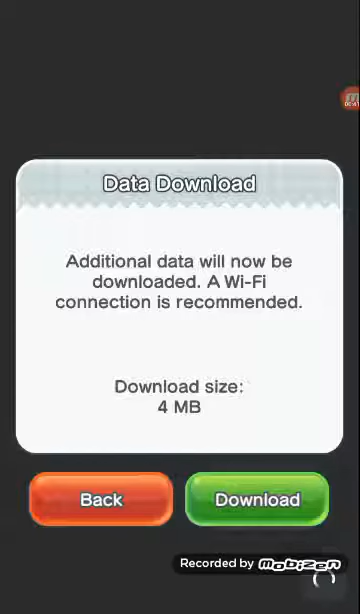 Data Download
Additional data will now be
downloaded. A Wi-Fi
connection is recommended.
Download size:
4 MB
Back
Download
Recorded by mobizen